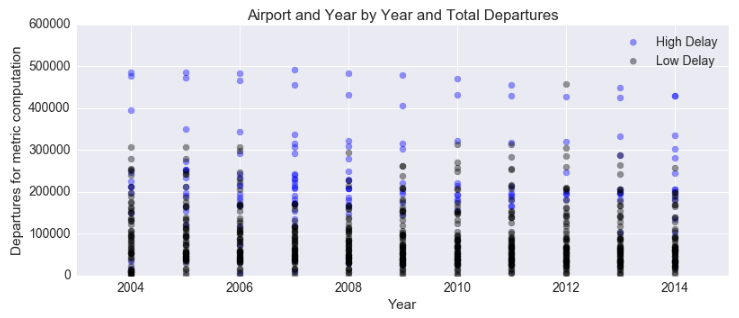 Airport and Year by Year and Total Departures
600000
500000
400000
300000
200000
100000
0
Departures for metric computation
High Delay
Low Delay
2004
2006
2008
2010
2012
2014
Year